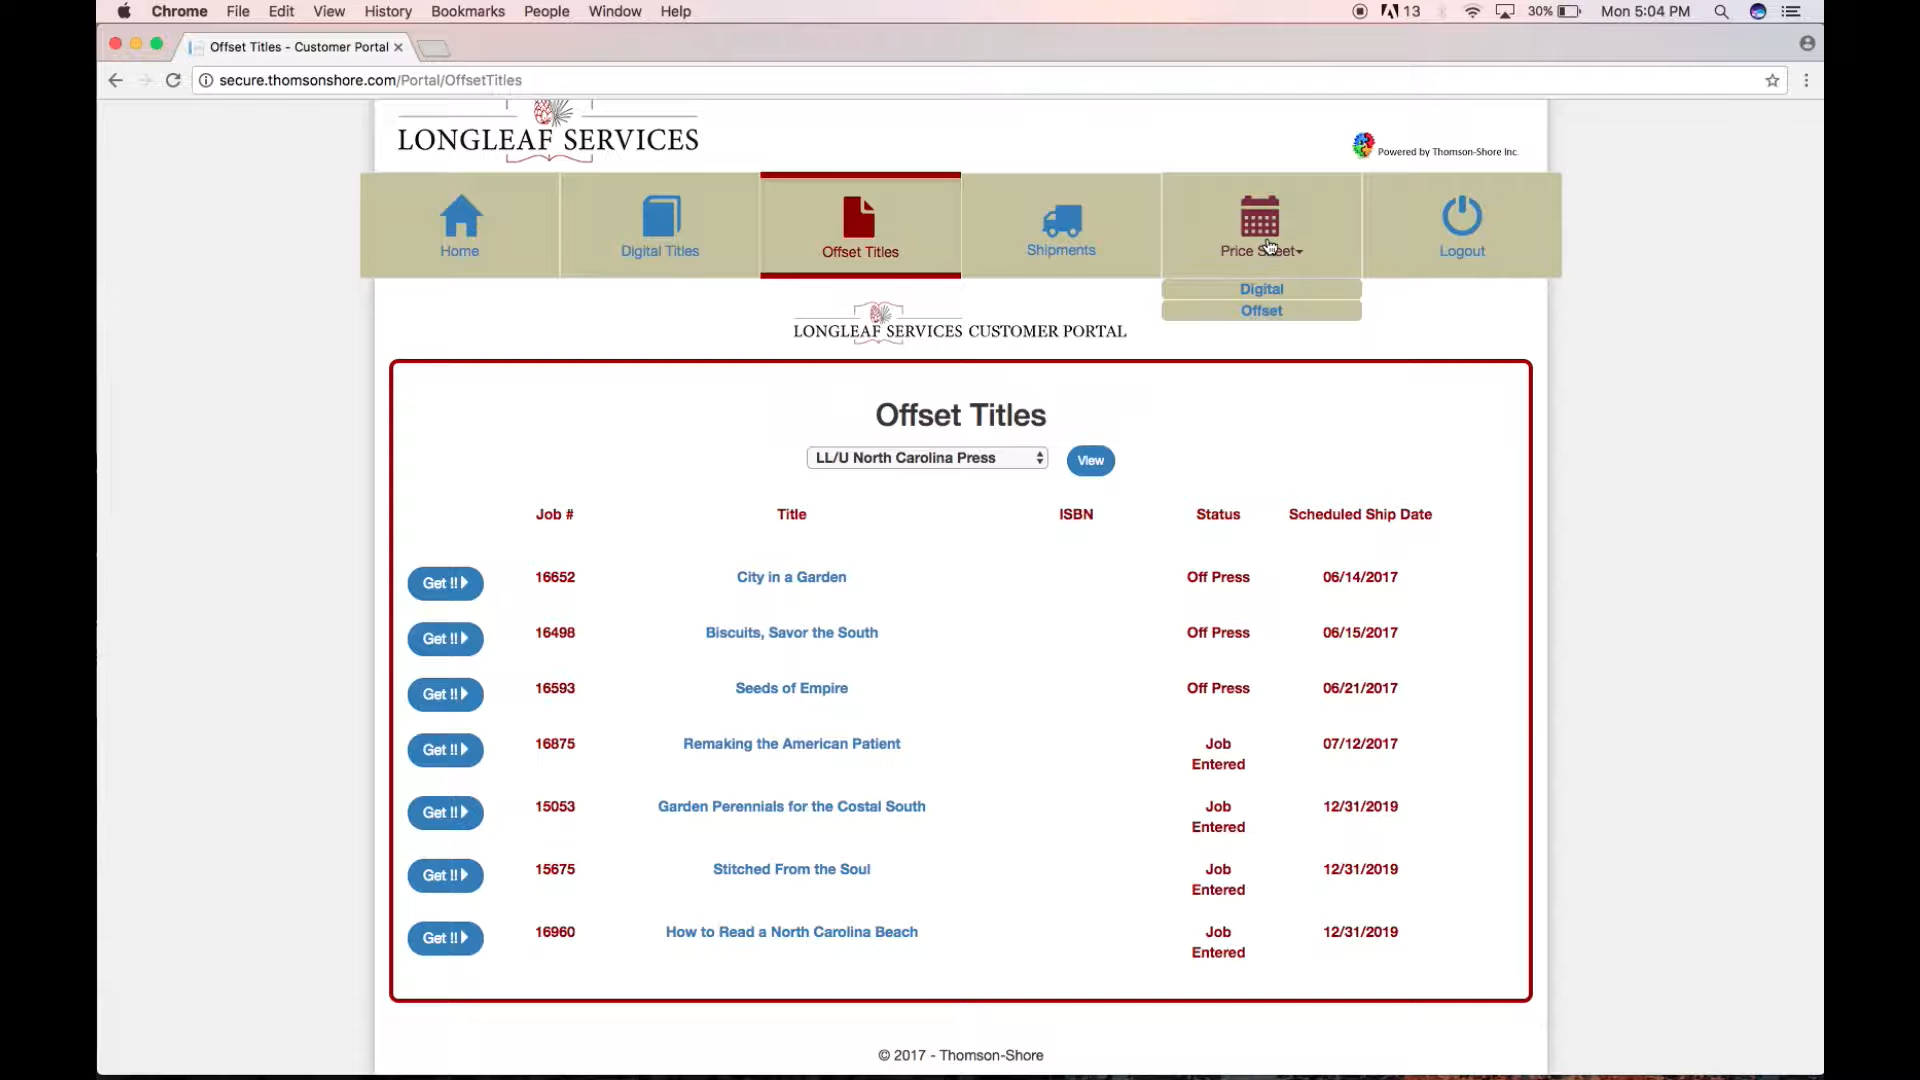 Chrome File Edit View History Bookmarks People Window Help 13 30% Mon 5:04 PM
Offset Titles - Customer Portal
secure.thomsonshore.com/Portal/OffsetTitles
LONGLEAF SERVICES
Powered by Thomson-Shore Inc.
Home Digital Titles Offset Titles Shipments Price Sheet Logout
Digital
Offset
LONGLEAF SERVICES CUSTOMER PORTAL
Offset Titles
LL/U North Carolina Press View
Job # Title ISBN Status Scheduled Ship Date
Get !! 16652 City in a Garden Off Press 06/14/2017
Get !! 16498 Biscuits, Savor the South Off Press 06/15/2017
Get !! 16593 Seeds of Empire Off Press 06/21/2017
Get !! 16875 Remaking the American Patient Job Entered 07/12/2017
Get !! 15053 Garden Perennials for the Costal South Job Entered 12/31/2019
Get !! 15675 Stitched From the Soul Job Entered 12/31/2019
Get !! 16960 How to Read a North Carolina Beach Job Entered 12/31/2019
© 2017 - Thomson-Shore